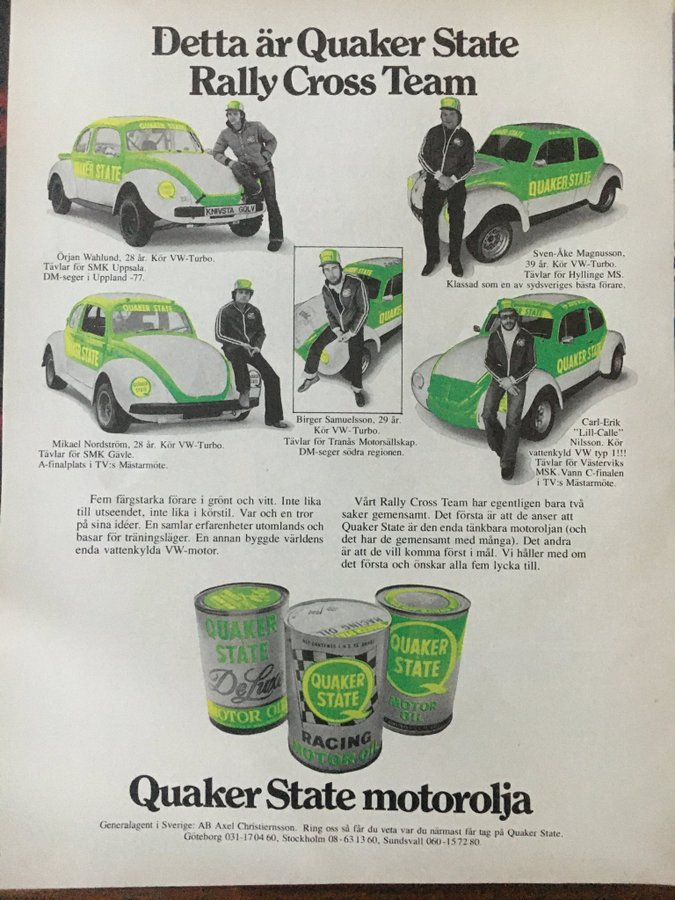 Detta är Quaker State
Rally Cross Team
QUAKER STATE
QUAKER STATE
KNIVSTA GOLV
QUAKER STATE
Örjan Wahlund, 28 år. Kör VW-Turbo.
Tävlar för SMK Uppsala.
DM-seger i Uppland -77.
Sven-Åke Magnusson,
39 år. Kör VW-Turbo.
Tävlar för Hyllinge MS.
Klassad som en av sydsveriges bästa förare.
QUAKER STATE
QUAKER STATE
QUAKER STATE
QUAKER STATE
Mikael Nordström, 28 år. Kör VW-Turbo.
Tävlar för SMK Gävle.
A-finalplats i TV:s Mästarmöte.
Birger Samuelsson, 29 år.
Kör VW-Turbo.
Tävlar för Tranås Motorsällskap.
DM-seger södra regionen.
Carl-Erik
"Lill-Calle"
Nilsson. Kör
vattenkyld VW typ 1!!!
Tävlar för Västerviks
MSK. Vann C-finalen
i TV:s Mästarmöte.
Fem färgstarka förare i grönt och vitt. Inte lika
till utseendet, inte lika i körstil. Var och en tror
på sina idéer. En samlar erfarenheter utomlands och
basar för träningsläger. En annan byggde världens
enda vattenkylda VW-motor.
Vårt Rally Cross Team har egentligen bara två
saker gemensamt. Det första är att de anser att
Quaker State är den enda tänkbara motoroljan (och
det har de gemensamt med många). Det andra
är att de vill komma först i mål. Vi håller med om
det första och önskar alla fem lycka till.
QUAKER
STATE
DeLuxe
MOTOR OIL
RACING OIL
QUAKER
STATE
RACING
MOTOR OIL
QUAKER
STATE
MOTOR
OIL
Quaker State motorolja
Generalagent i Sverige: AB Axel Christiernsson. Ring oss så får du veta var du närmast får tag på Quaker State.
Göteborg 031-17 04 60, Stockholm 08-63 13 60, Sundsvall 060-15 72 80.